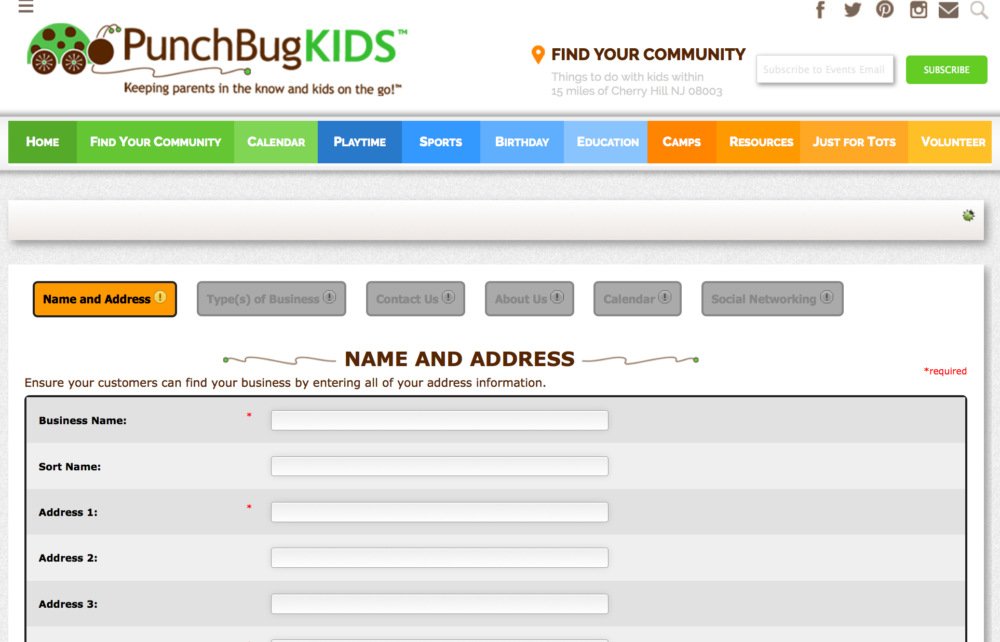 PunchBugKIDS™
Keeping parents in the know and kids on the go!™
FIND YOUR COMMUNITY
Things to do with kids within
15 miles of Cherry Hill NJ 08003
Subscribe to Events Email
SUBSCRIBE
HOME FIND YOUR COMMUNITY CALENDAR PLAYTIME SPORTS BIRTHDAY EDUCATION CAMPS RESOURCES JUST FOR TOTS VOLUNTEER
Name and Address Type(s) of Business Contact Us About Us Calendar Social Networking
NAME AND ADDRESS
*required
Ensure your customers can find your business by entering all of your address information.
Business Name: *
Sort Name:
Address 1: *
Address 2:
Address 3: